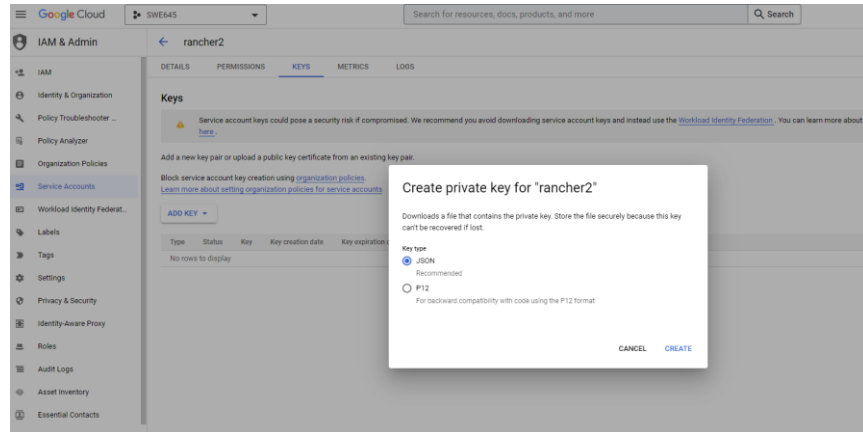 Google Cloud
SWE645
Search for resources, docs, products, and more
Search
IAM & Admin
rancher2
DETAILS PERMISSIONS KEYS METRICS LOGS
IAM
Identity & Organization
Policy Troubleshooter ...
Policy Analyzer
Organization Policies
Service Accounts
Workload Identity Federat...
Labels
Tags
Settings
Privacy & Security
Identity-Aware Proxy
Roles
Audit Logs
Asset Inventory
Essential Contacts
Keys
Service account keys could pose a security risk if compromised. We recommend you avoid downloading service account keys and instead use the Workload Identity Federation . You can learn more about
here .
Add a new key pair or upload a public key certificate from an existing key pair.
Block service account key creation using organization policies.
Learn more about setting organization policies for service accounts
ADD KEY
Type Status Key Key creation date Key expiration
No rows to display
Create private key for "rancher2"
Downloads a file that contains the private key. Store the file securely because this key
can't be recovered if lost.
Key type
JSON
Recommended
P12
For backward compatibility with code using the P12 format
CANCEL CREATE